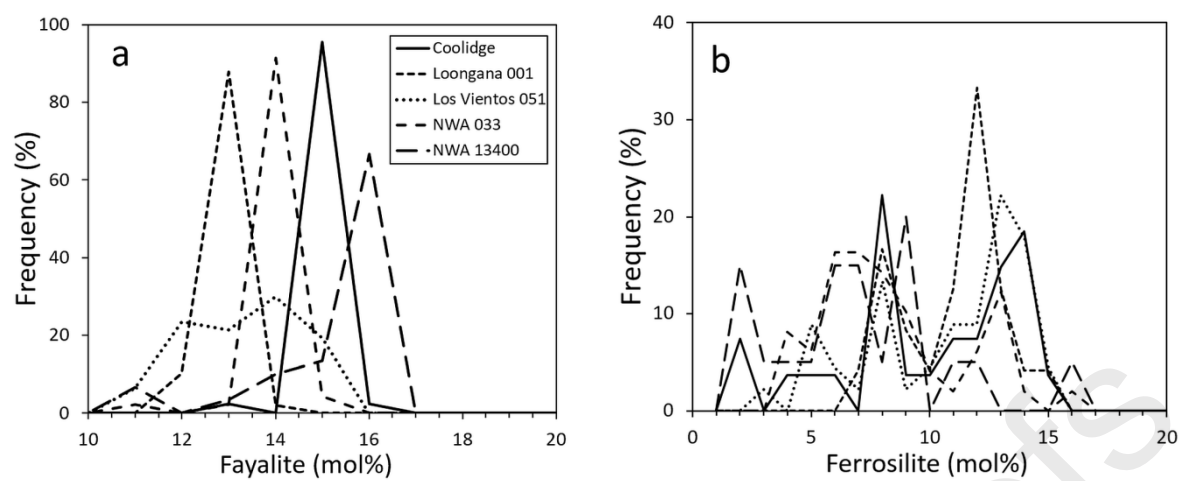 a
100
80
60
40
20
0
Frequency (%)
10
12
14
16
18
20
Fayalite (mol%)
Coolidge
Loongana 001
Los Vientos 051
NWA 033
NWA 13400
b
40
30
20
10
0
Frequency (%)
0
5
10
15
20
Ferrosilite (mol%)